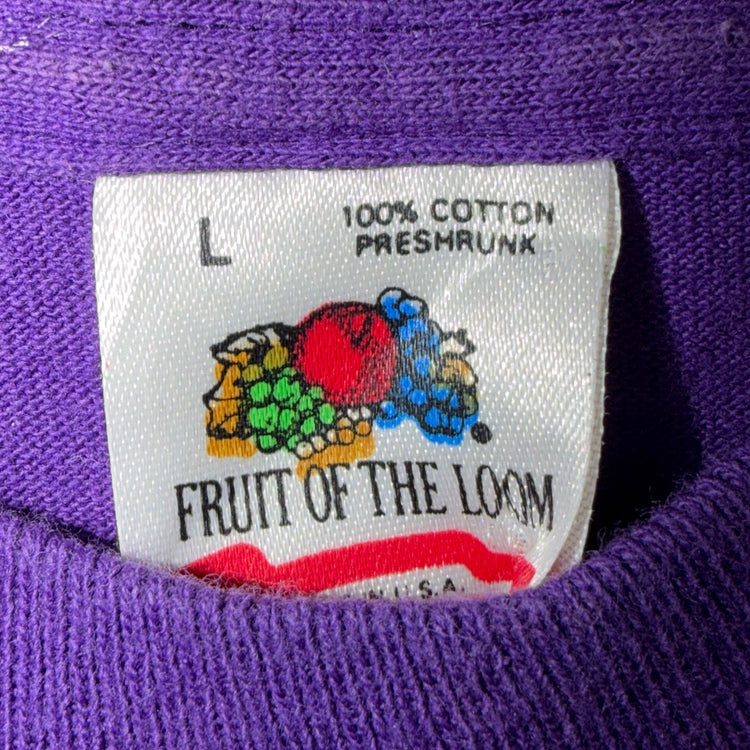 L
100% COTTON
PRESHRUNK
FRUIT OF THE LOOM
U.S.A.